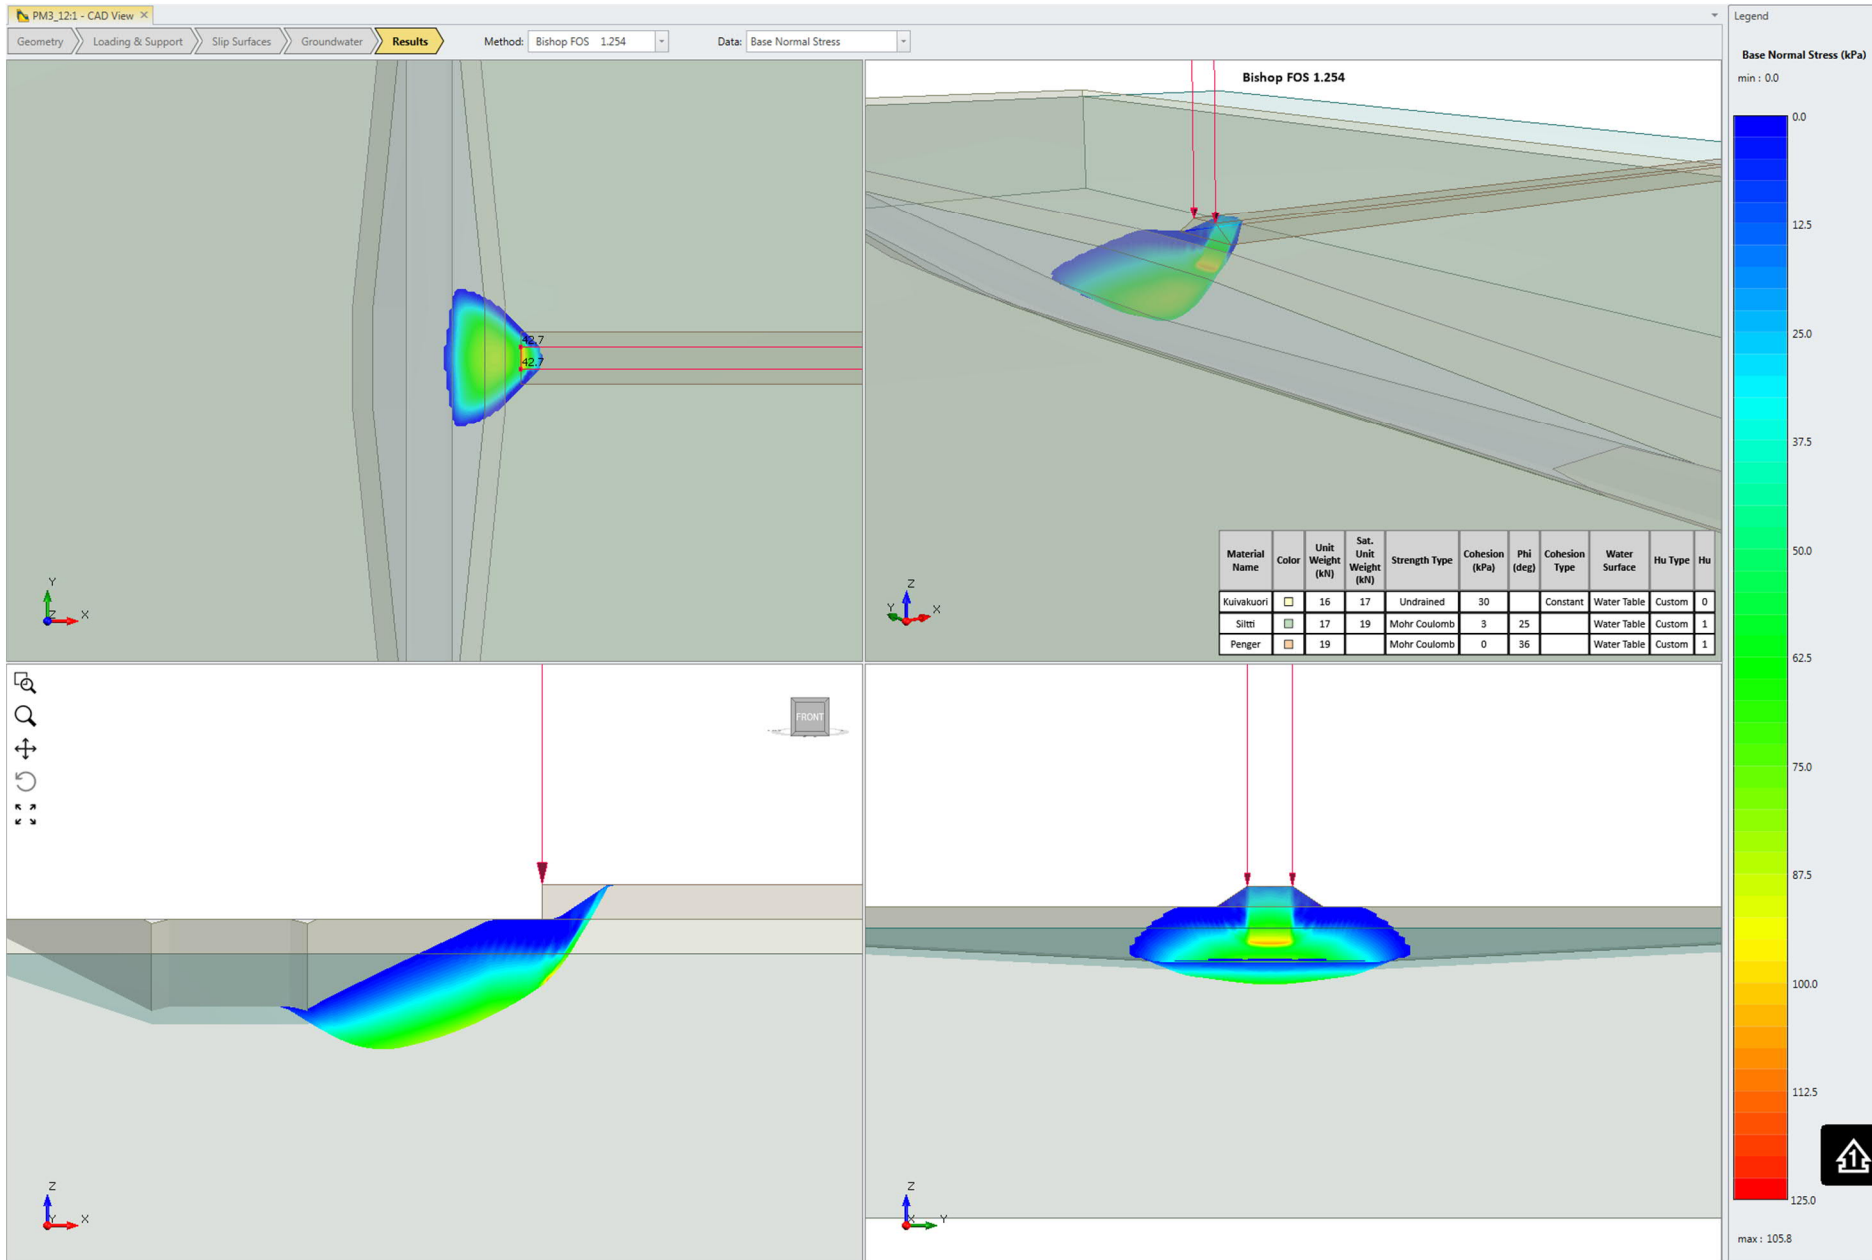 PM3_12:1 - CAD View
Legend
Geometry
Loading & Support
Slip Surfaces
Groundwater
Results
Method: Bishop FOS 1.254
Data: Base Normal Stress
Base Normal Stress (kPa)
min : 0.0
0.0
12.5
25.0
37.5
50.0
62.5
75.0
87.5
100.0
112.5
125.0
max : 105.8
42.7
42.7
Y
Z X
Bishop FOS 1.254
Z
Y X
Material Name Color Unit Weight (kN) Sat. Unit Weight (kN) Strength Type Cohesion (kPa) Phi (deg) Cohesion Type Water Surface Hu Type Hu
Kuivakuori 16 17 Undrained 30 Constant Water Table Custom 0
Siltti 17 19 Mohr Coulomb 3 25 Water Table Custom 1
Penger 19 Mohr Coulomb 0 36 Water Table Custom 1
FRONT
Z
Y X
Z
X Y
1